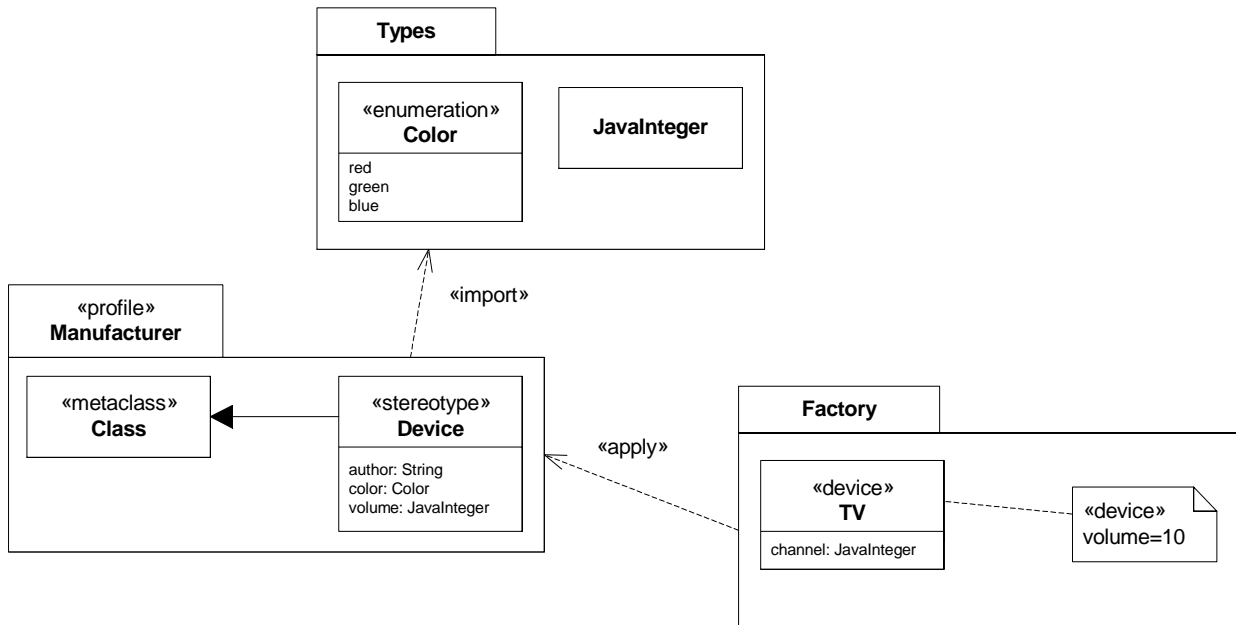 Types
«enumeration»
Color
red
green
blue
JavaInteger
«import»
«profile»
Manufacturer
«metaclass»
Class
«stereotype»
Device
author: String
color: Color
volume: JavaInteger
«apply»
Factory
«device»
TV
channel: JavaInteger
«device»
volume=10